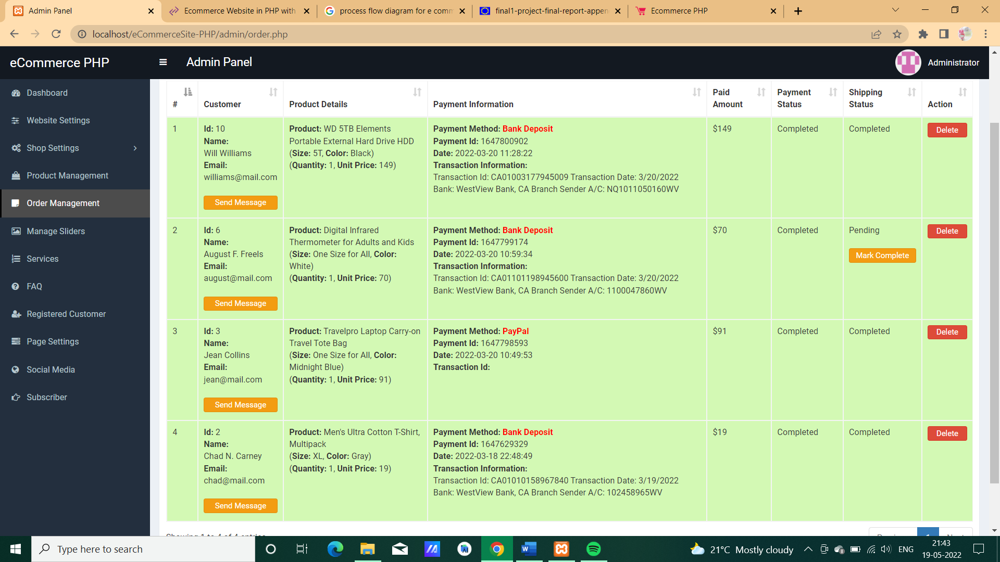 Admin Panel
Ecommerce Website in PHP with
process flow diagram for e comm
final1-project-final-report-appen
Ecommerce PHP
localhost/eCommerceSite-PHP/admin/order.php
eCommerce PHP
Admin Panel
Administrator
Dashboard
Website Settings
Shop Settings
Product Management
Order Management
Manage Sliders
Services
FAQ
Registered Customer
Page Settings
Social Media
Subscriber
#
Customer
Product Details
Payment Information
Paid
Amount
Payment
Status
Shipping
Status
Action
1
Id: 10
Name:
Will Williams
Email:
williams@mail.com
Send Message
Product: WD 5TB Elements
Portable External Hard Drive HDD
(Size: 5T, Color: Black)
(Quantity: 1, Unit Price: 149)
Payment Method: Bank Deposit
Payment Id: 1647800902
Date: 2022-03-20 11:28:22
Transaction Information:
Transaction Id: CA01003177945009 Transaction Date: 3/20/2022
Bank: WestView Bank, CA Branch Sender A/C: NQ1011050160WV
$149
Completed
Completed
Delete
2
Id: 6
Name:
August F. Freels
Email:
august@mail.com
Send Message
Product: Digital Infrared
Thermometer for Adults and Kids
(Size: One Size for All, Color:
White)
(Quantity: 1, Unit Price: 70)
Payment Method: Bank Deposit
Payment Id: 1647799174
Date: 2022-03-20 10:59:34
Transaction Information:
Transaction Id: CA01101198945600 Transaction Date: 3/20/2022
Bank: WestView Bank, CA Branch Sender A/C: 1100047860WV
$70
Completed
Pending
Mark Complete
Delete
3
Id: 3
Name:
Jean Collins
Email:
jean@mail.com
Send Message
Product: Travelpro Laptop Carry-on
Travel Tote Bag
(Size: One Size for All, Color:
Midnight Blue)
(Quantity: 1, Unit Price: 91)
Payment Method: PayPal
Payment Id: 1647798593
Date: 2022-03-20 10:49:53
Transaction Id:
$91
Completed
Completed
Delete
4
Id: 2
Name:
Chad N. Carney
Email:
chad@mail.com
Send Message
Product: Men's Ultra Cotton T-Shirt,
Multipack
(Size: XL, Color: Gray)
(Quantity: 1, Unit Price: 19)
Payment Method: Bank Deposit
Payment Id: 1647629329
Date: 2022-03-18 22:48:49
Transaction Information:
Transaction Id: CA01010158967840 Transaction Date: 3/19/2022
Bank: WestView Bank, CA Branch Sender A/C: 102458965WV
$19
Completed
Completed
Delete
Showing 1 to 4 of 4 entries
Type here to search
21°C Mostly cloudy
ENG
21:43
19-05-2022